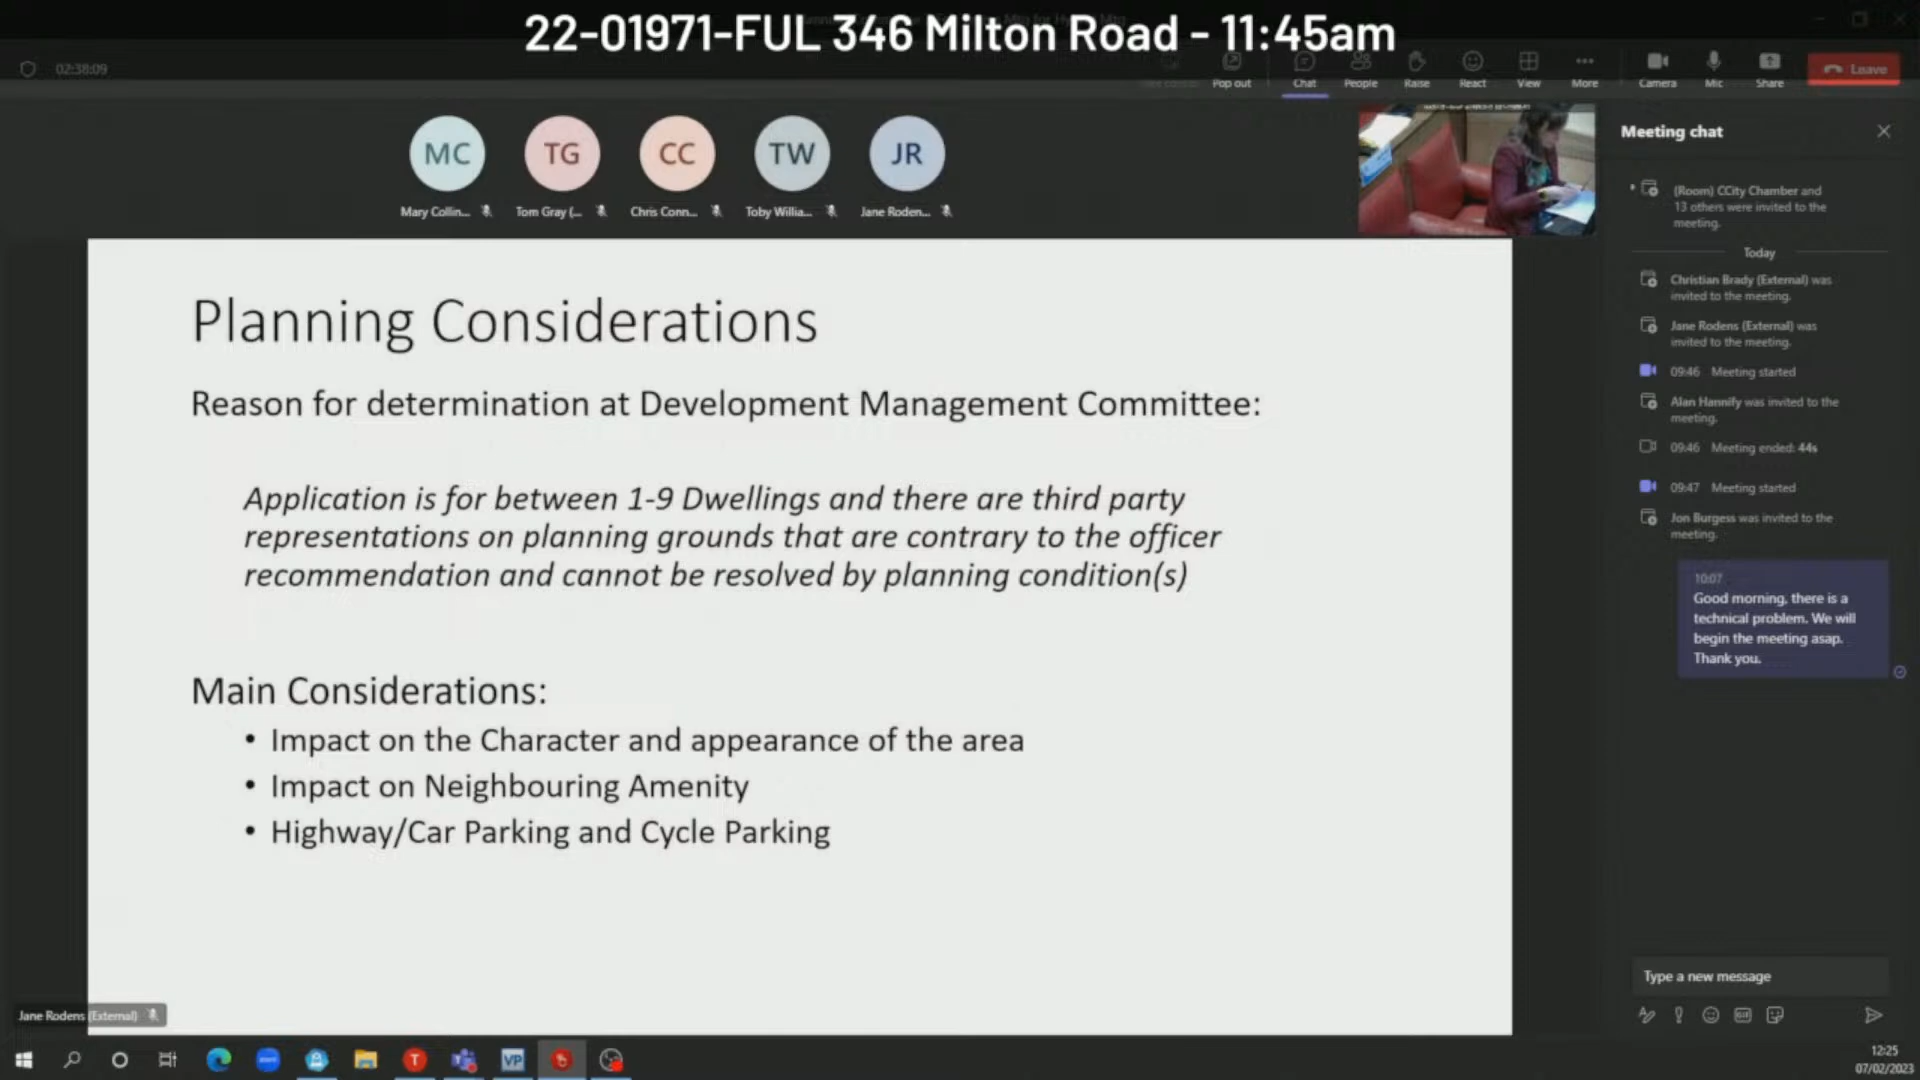 22-01971-FUL 346 Milton Road - 11:45am
02:38:09
Pop out
Chat
People
Raise
React
View
More
Camera
Mic
Share
Leave
MC
TG
CC
TW
JR
Mary Collin...
Tom Gray (...
Chris Conn...
Toby Willia...
Jane Roden...
Planning Considerations
Reason for determination at Development Management Committee:
Application is for between 1-9 Dwellings and there are third party
representations on planning grounds that are contrary to the officer
recommendation and cannot be resolved by planning condition(s)
Main Considerations:
• Impact on the Character and appearance of the area
• Impact on Neighbouring Amenity
• Highway/Car Parking and Cycle Parking
Jane Rodens (External)
Meeting chat
(Room) CCity Chamber and
13 others were invited to the
meeting.
Today
Christian Brady (External) was
invited to the meeting.
Jane Rodens (External) was
invited to the meeting.
09:46 Meeting started
Alan Hannify was invited to the
meeting.
09:46 Meeting ended: 44s
09:47 Meeting started
Jon Burgess was invited to the
meeting.
10:07
Good morning, there is a
technical problem. We will
begin the meeting asap.
Thank you.
Type a new message
GIF
T
VP
12:25
07/02/2023